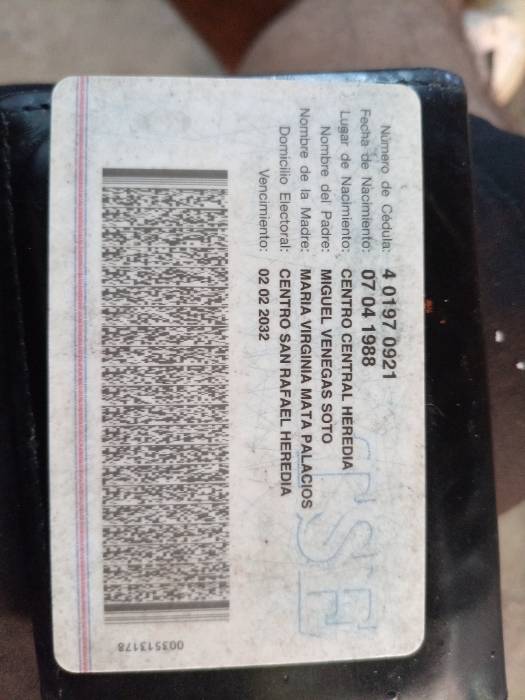 Número de Cédula: 4 0197 0921
Fecha de Nacimiento: 07 04 1988
Lugar de Nacimiento: CENTRO CENTRAL HEREDIA
Nombre del Padre: MIGUEL VENEGAS SOTO
Nombre de la Madre: MARIA VIRGINIA MATA PALACIOS
Domicilio Electoral: CENTRO SAN RAFAEL HEREDIA
Vencimiento: 02 02 2032
TSE
003513178